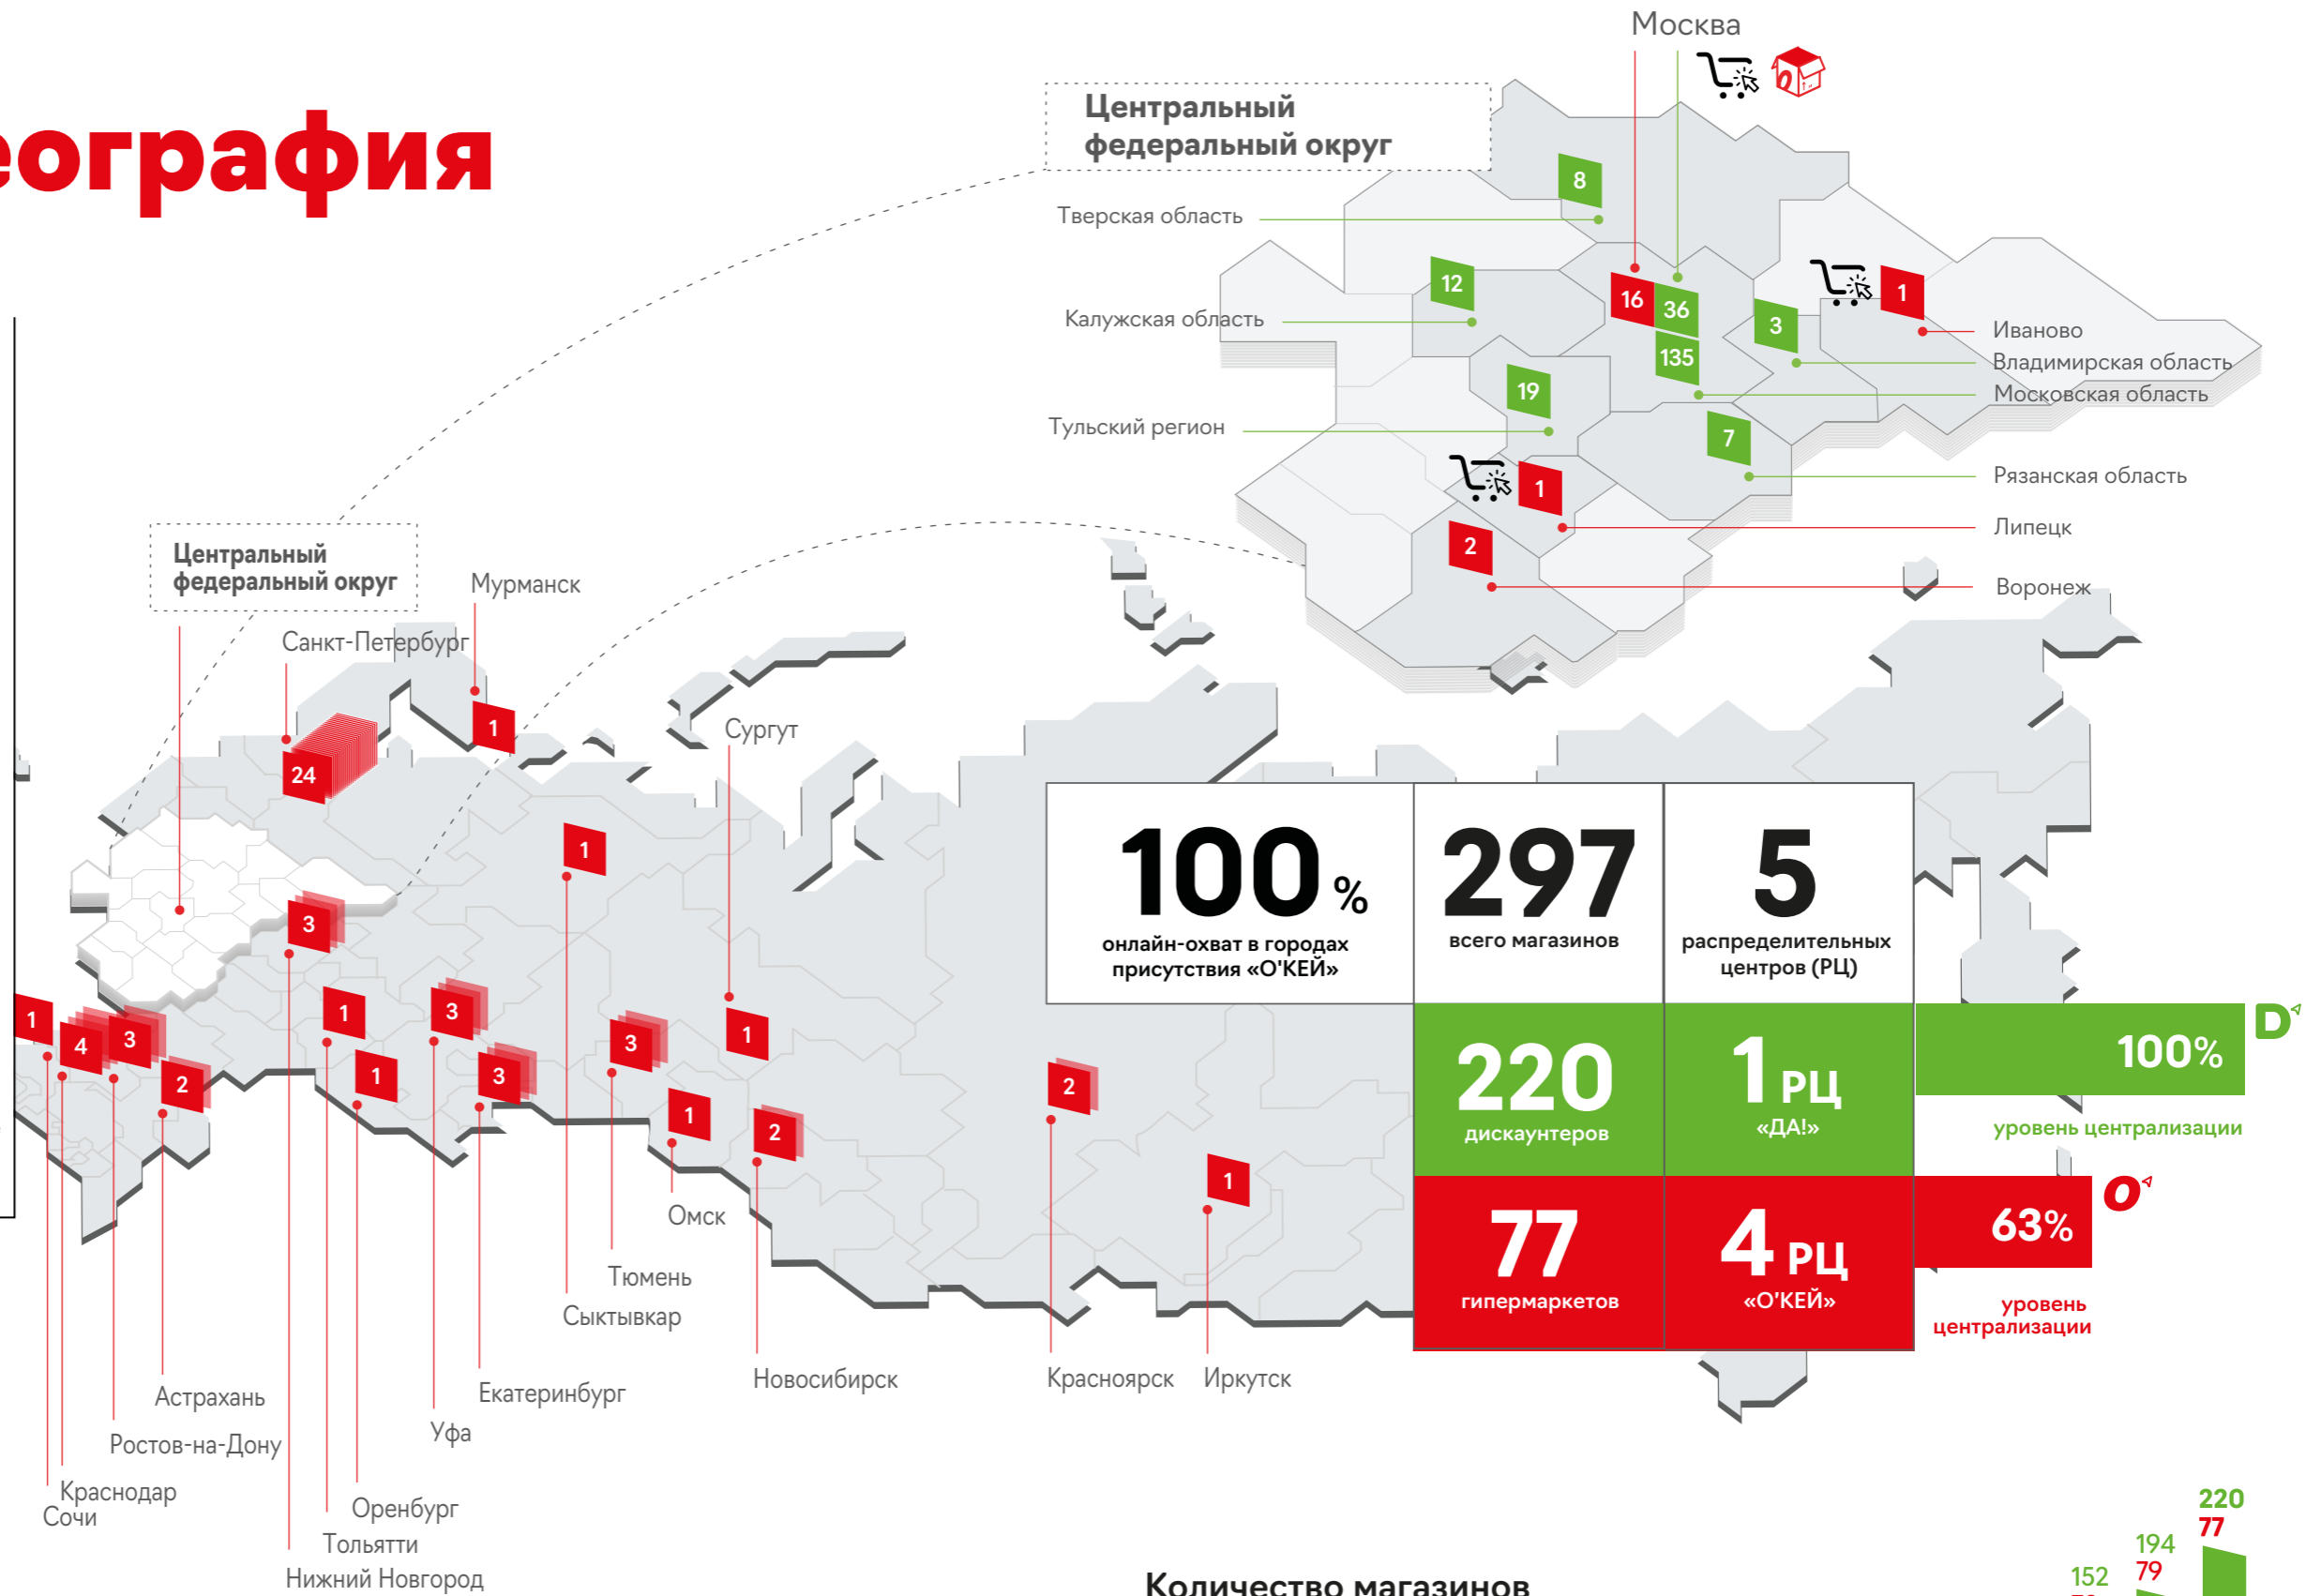 еография
Москва
Центральный
федеральный округ
8
Тверская область
12
Калужская область
16
36
135
3
1
Иваново
Владимирская область
Московская область
19
Тульский регион
7
Рязанская область
1
Липецк
2
Воронеж
Центральный
федеральный округ
Мурманск
Санкт-Петербург
1
24
Сургут
1
3
1
4
3
2
1
1
3
3
3
1
1
2
2
1
100 %
онлайн-охват в городах
присутствия «О'КЕЙ»
297
всего магазинов
5
распределительных
центров (РЦ)
220
дискаунтеров
1 РЦ
«ДА!»
100%
D
уровень централизации
77
гипермаркетов
4 РЦ
«О'КЕЙ»
63%
О
уровень
централизации
Омск
Тюмень
Сыктывкар
Новосибирск
Красноярск
Иркутск
Астрахань
Екатеринбург
Уфа
Ростов-на-Дону
Краснодар
Сочи
Оренбург
Тольятти
Нижний Новгород
Количество магазинов
152
194
79
220
77